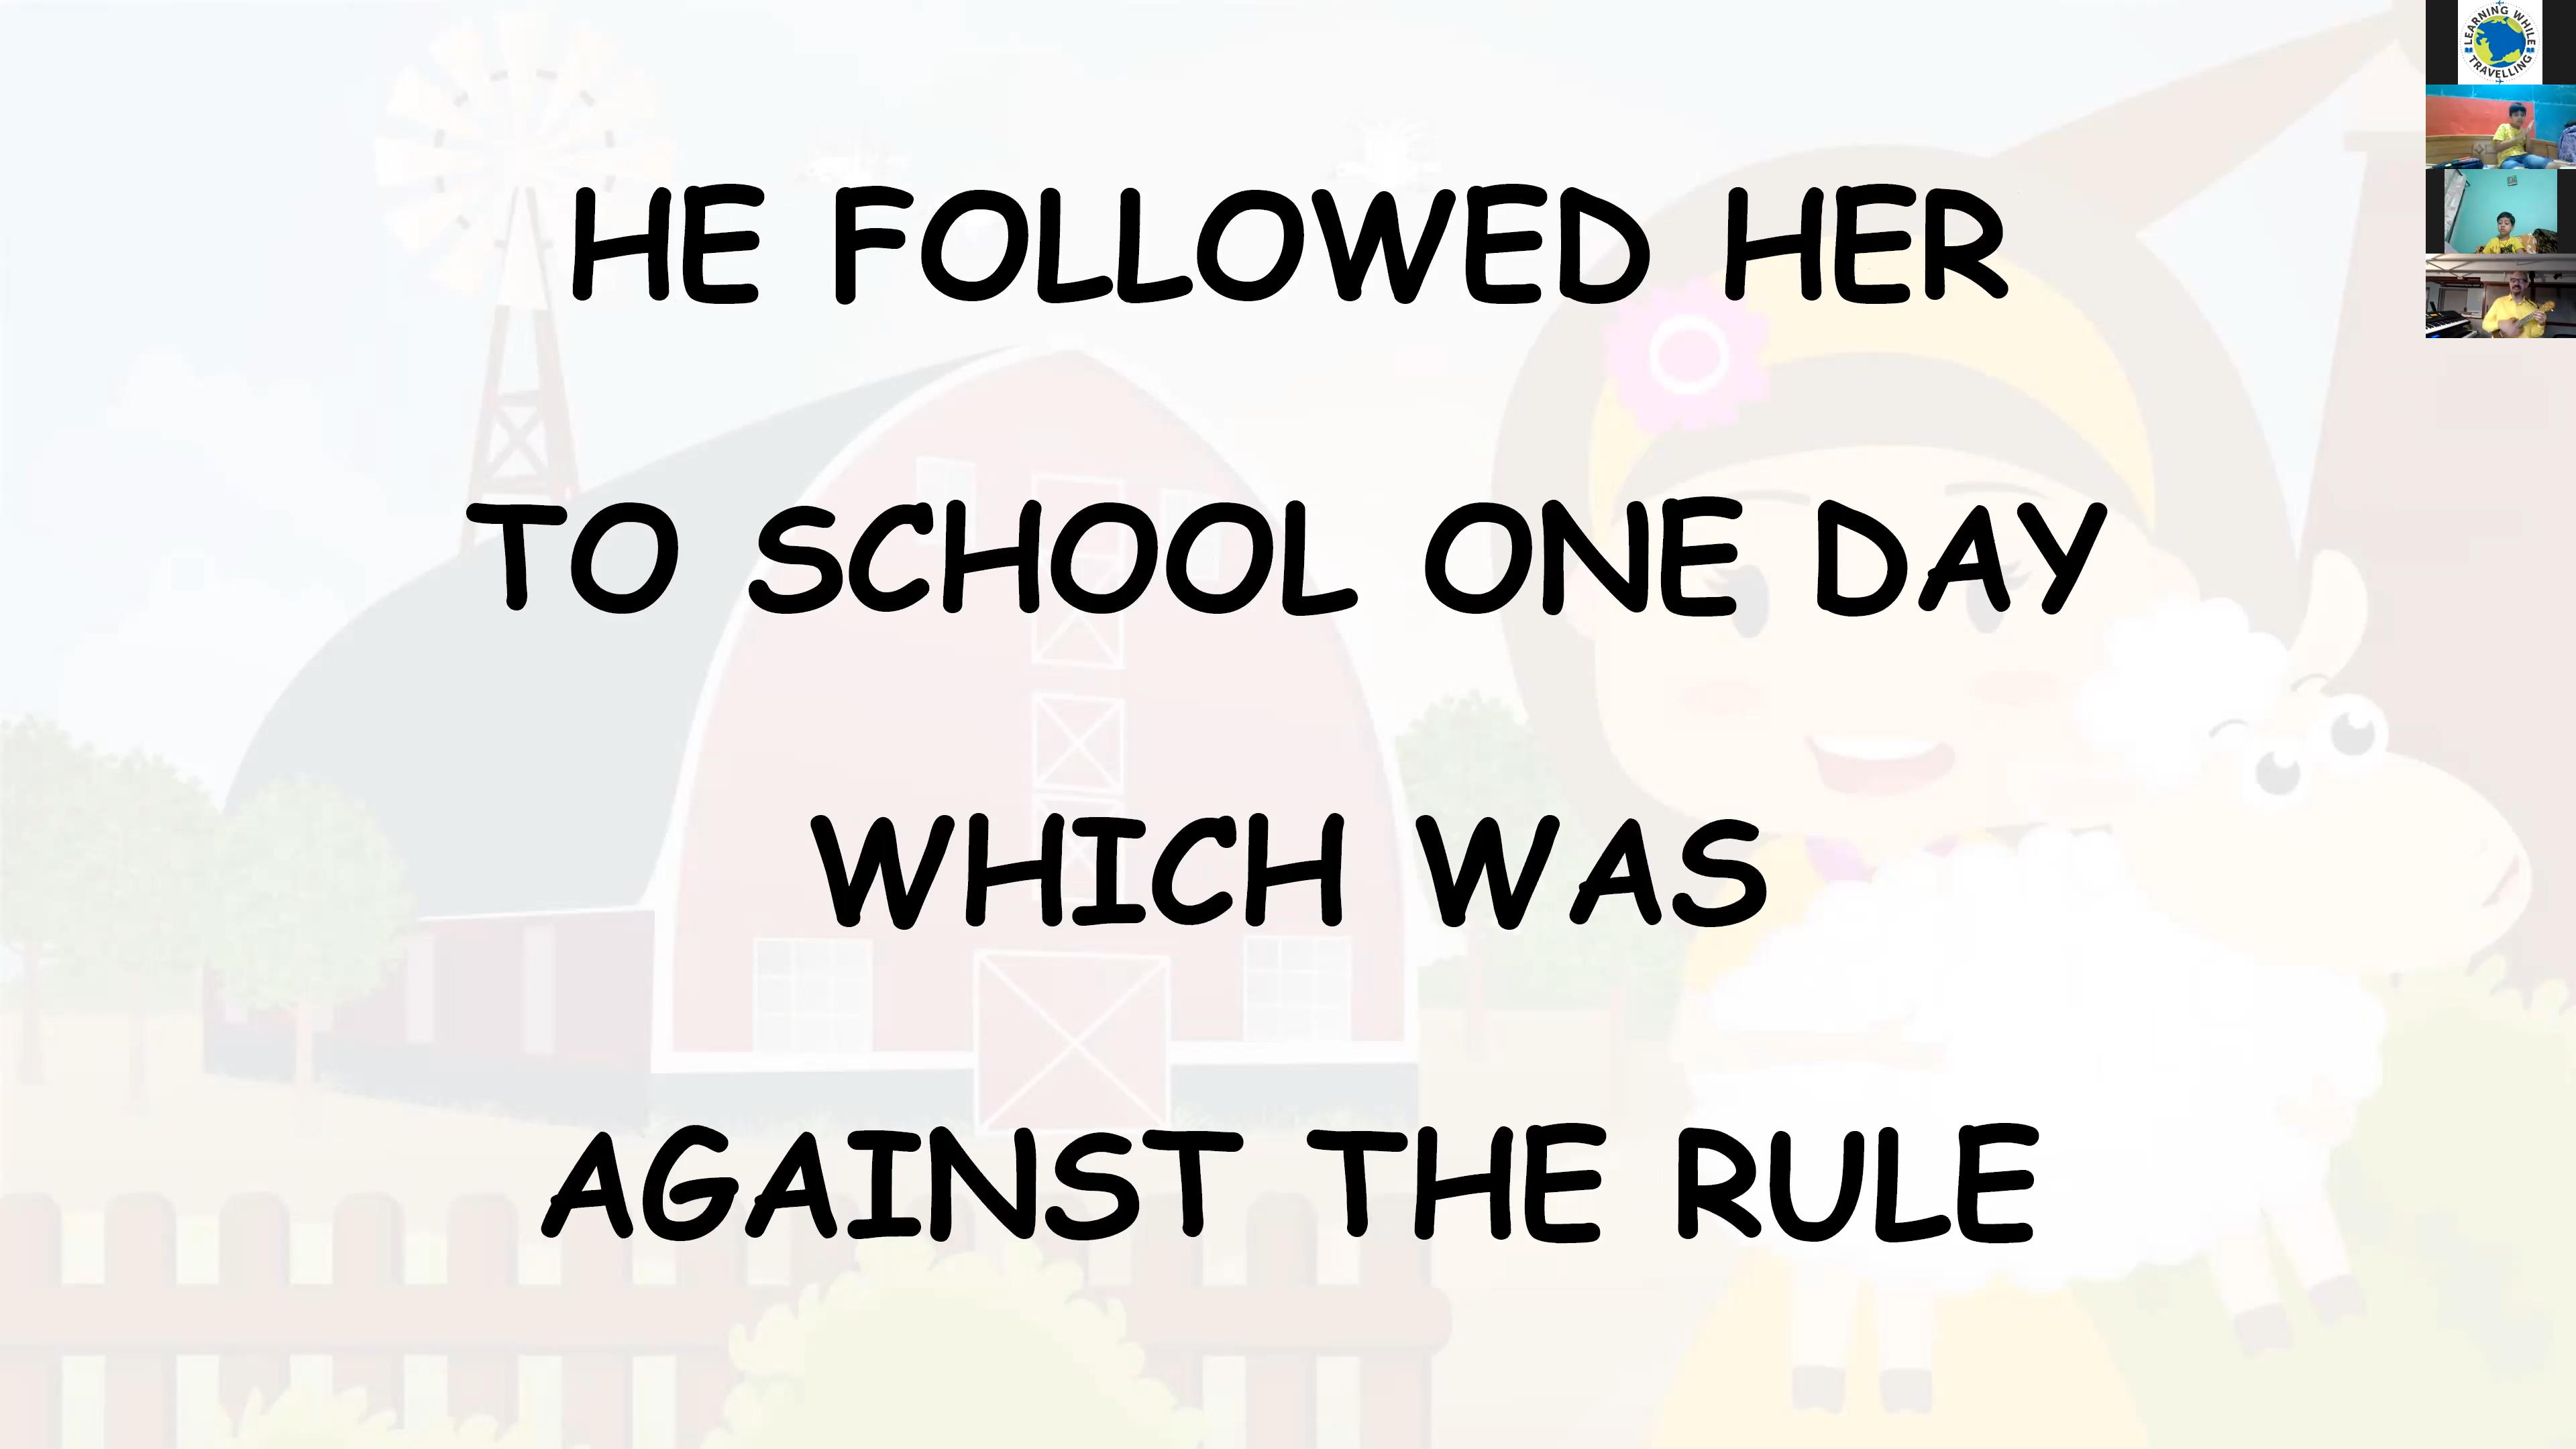 HE FOLLOWED HER
TO SCHOOL ONE DAY
WHICH WAS
AGAINST THE RULE
LEARNING WHILE
TRAVELLING